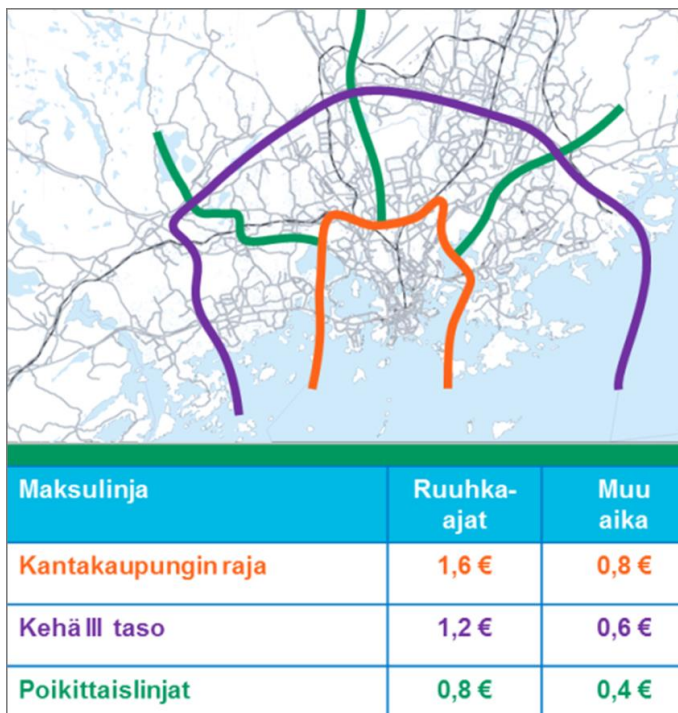 Maksulinja Ruuhka- Muu
ajat aika
Kantakaupungin raja 1,6 € 0,8 €
Kehä III taso 1,2 € 0,6 €
Poikittaislinjat 0,8 € 0,4 €